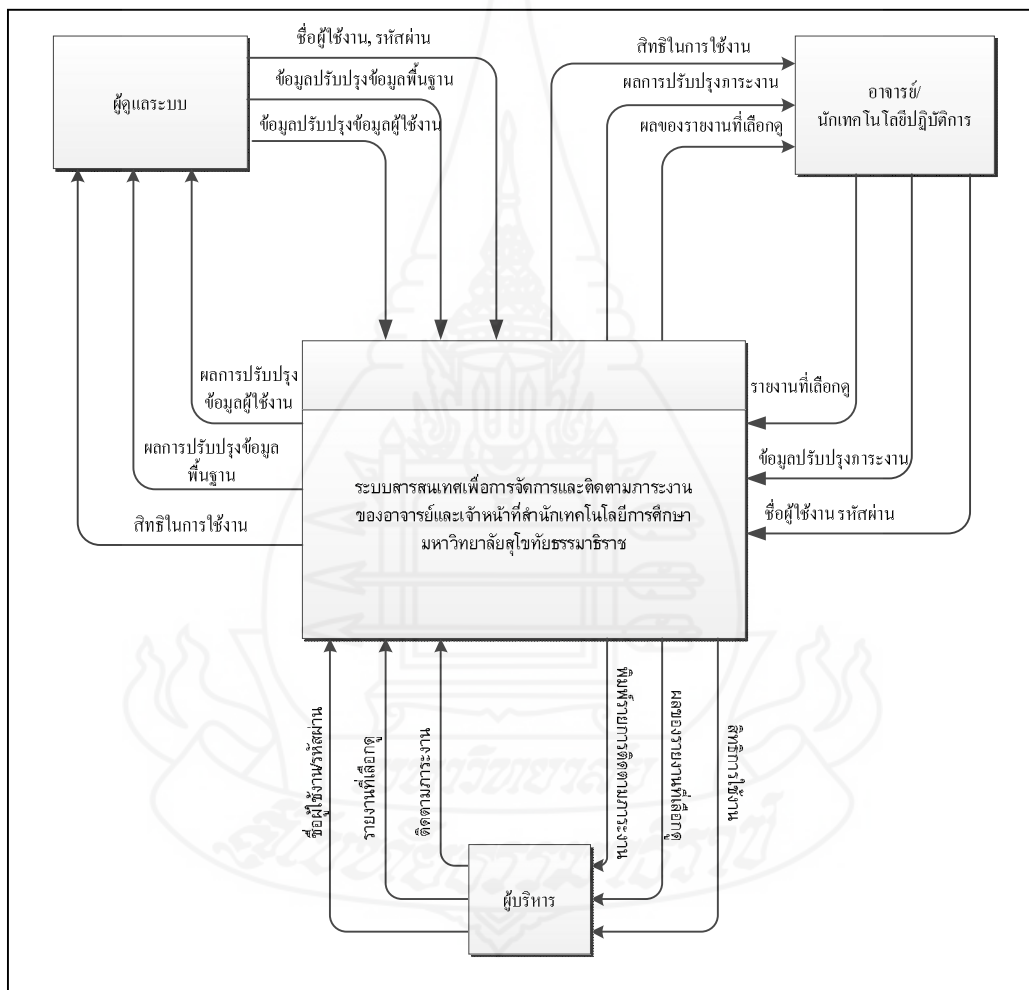 ชื่อผู้ใช้งาน, รหัสผ่าน
ข้อมูลปรับปรุงข้อมูลพื้นฐาน
ข้อมูลปรับปรุงข้อมูลผู้ใช้งาน
ผู้ดูแลระบบ
สิทธิในการใช้งาน
ผลการปรับปรุงภาระงาน
ผลของรายงานที่เลือกดู
อาจารย์/
นักเทคโนโลยีปฏิบัติการ
ผลการปรับปรุง
ข้อมูลผู้ใช้งาน
ผลการปรับปรุงข้อมูล
พื้นฐาน
สิทธิในการใช้งาน
รายงานที่เลือกดู
ข้อมูลปรับปรุงภาระงาน
ชื่อผู้ใช้งาน รหัสผ่าน
ระบบสารสนเทศเพื่อการจัดการและติดตามภาระงาน
ของอาจารย์และเจ้าหน้าที่สำนักเทคโนโลยีการศึกษา
มหาวิทยาลัยสุโขทัยธรรมาธิราช
ชื่อผู้ใช้งาน/รหัสผ่าน
รายงานที่เลือกดู
ติดตามภาระงาน
พิมพ์รายการติดตามภาระงาน
ผลของรายงานที่เลือกดู
สิทธิการใช้งาน
ผู้บริหาร